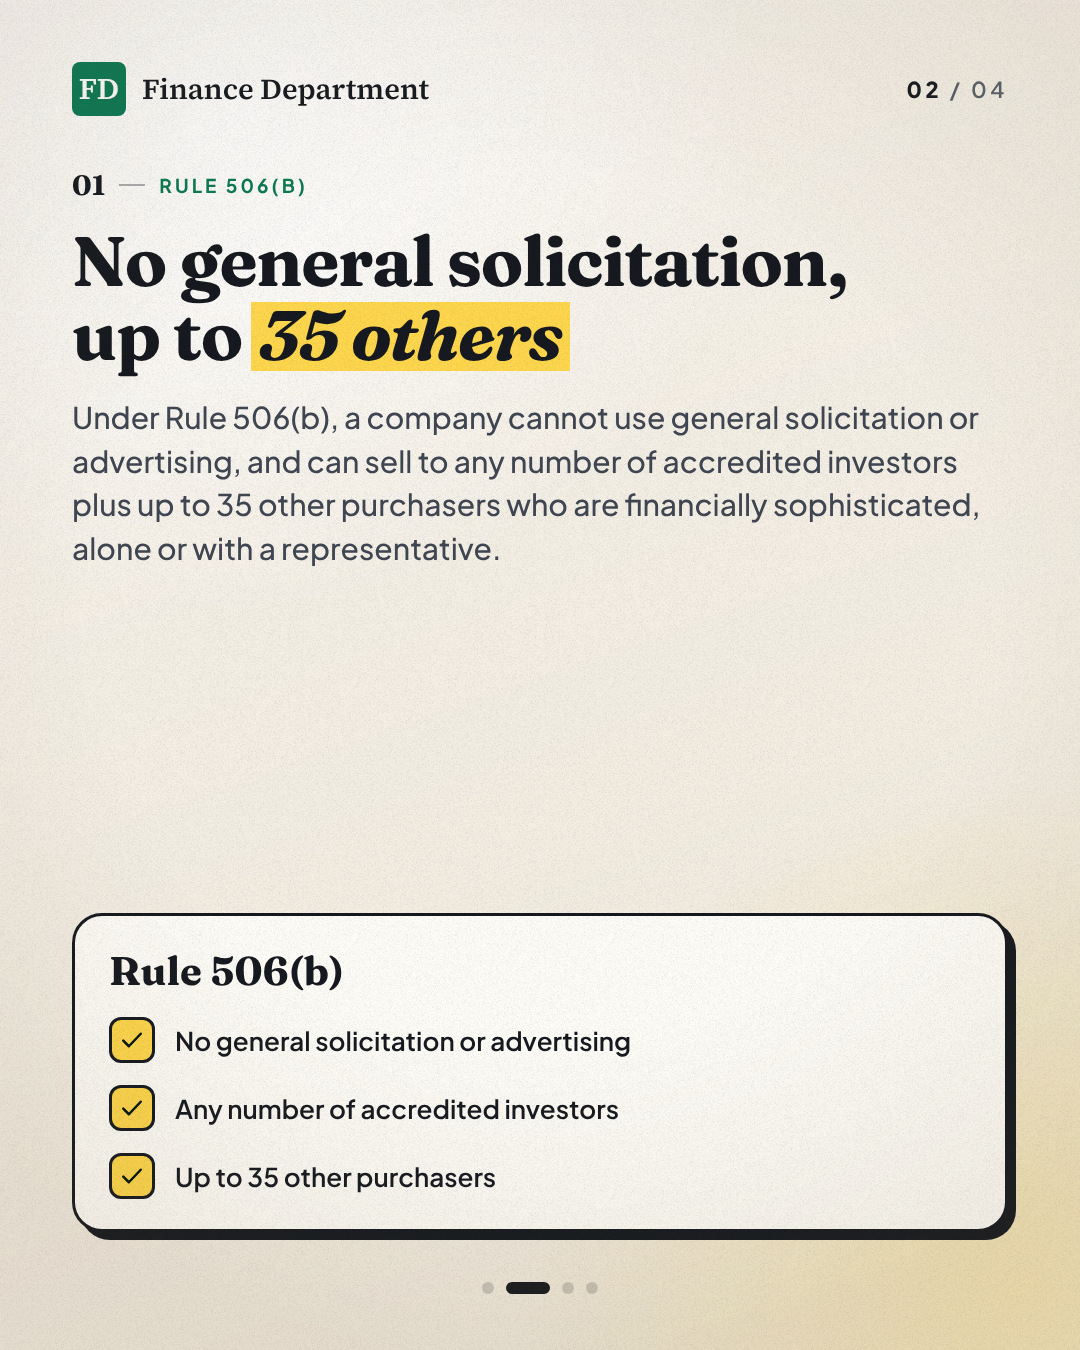 FD Finance Department
02 / 04
01 — RULE 506(B)
No general solicitation,
up to 35 others
Under Rule 506(b), a company cannot use general solicitation or
advertising, and can sell to any number of accredited investors
plus up to 35 other purchasers who are financially sophisticated,
alone or with a representative.
Rule 506(b)
No general solicitation or advertising
Any number of accredited investors
Up to 35 other purchasers